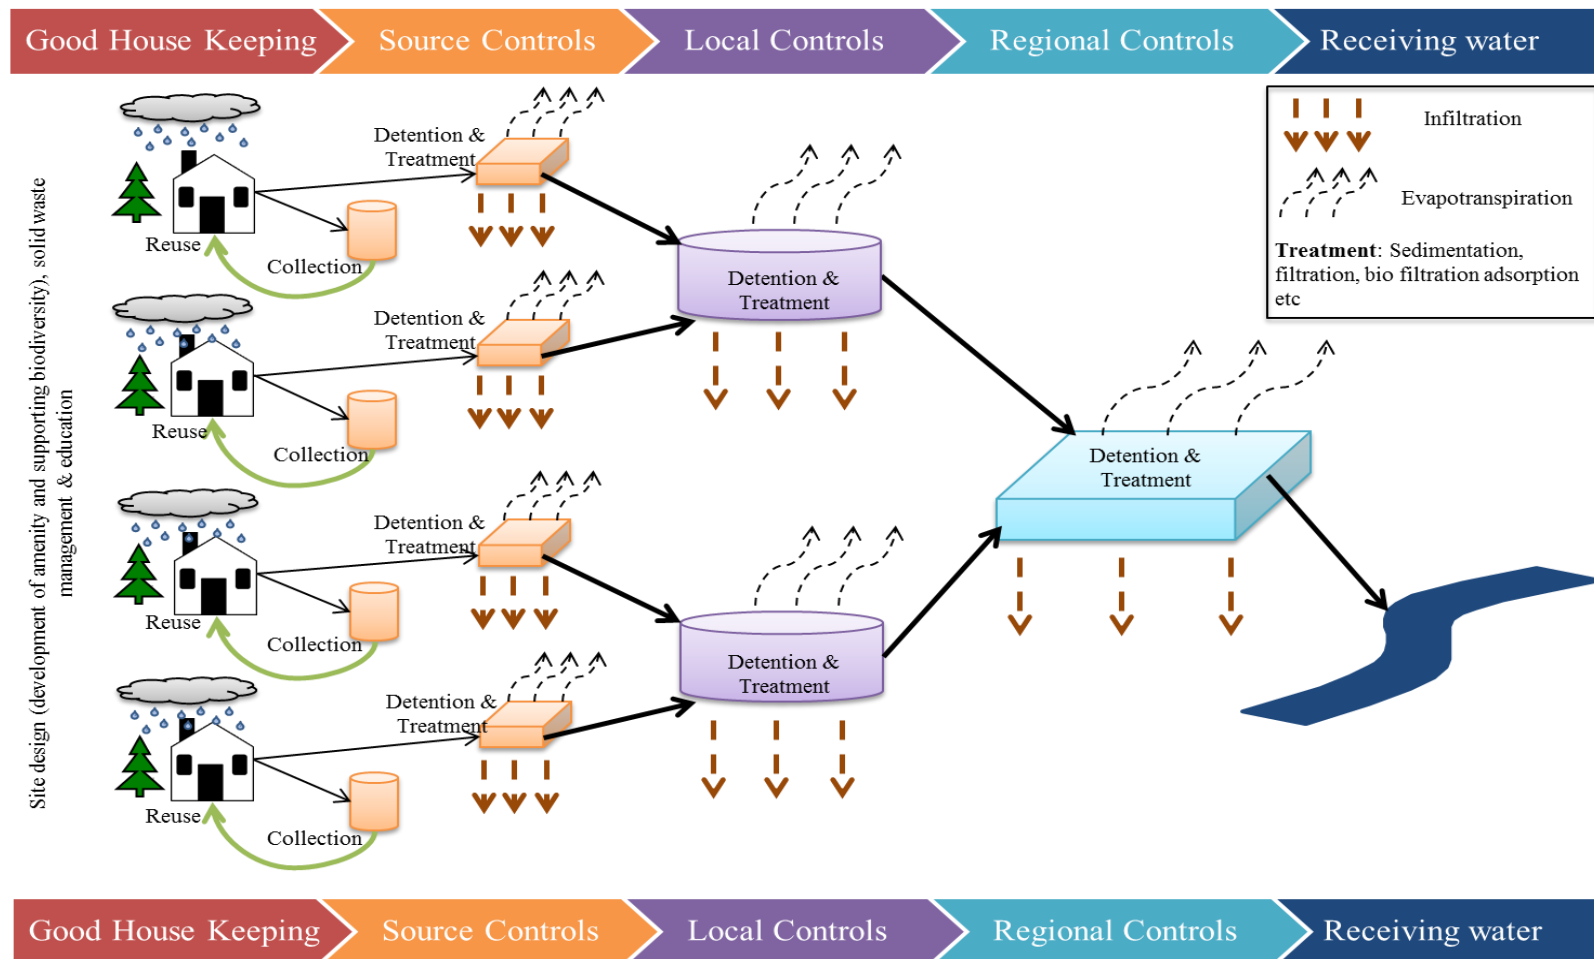 Good House Keeping
Source Controls
Local Controls
Regional Controls
Receiving water
Site design (development of amenity and supporting biodiversity), solid waste
management & education
Detention &
Treatment
Reuse
Collection
Detention &
Treatment
Reuse
Collection
Detention &
Treatment
Reuse
Collection
Detention &
Treatment
Reuse
Collection
Detention &
Treatment
Detention &
Treatment
Detention &
Treatment
Infiltration
Evapotranspiration
Treatment: Sedimentation,
filtration, bio filtration adsorption
etc
Good House Keeping
Source Controls
Local Controls
Regional Controls
Receiving water